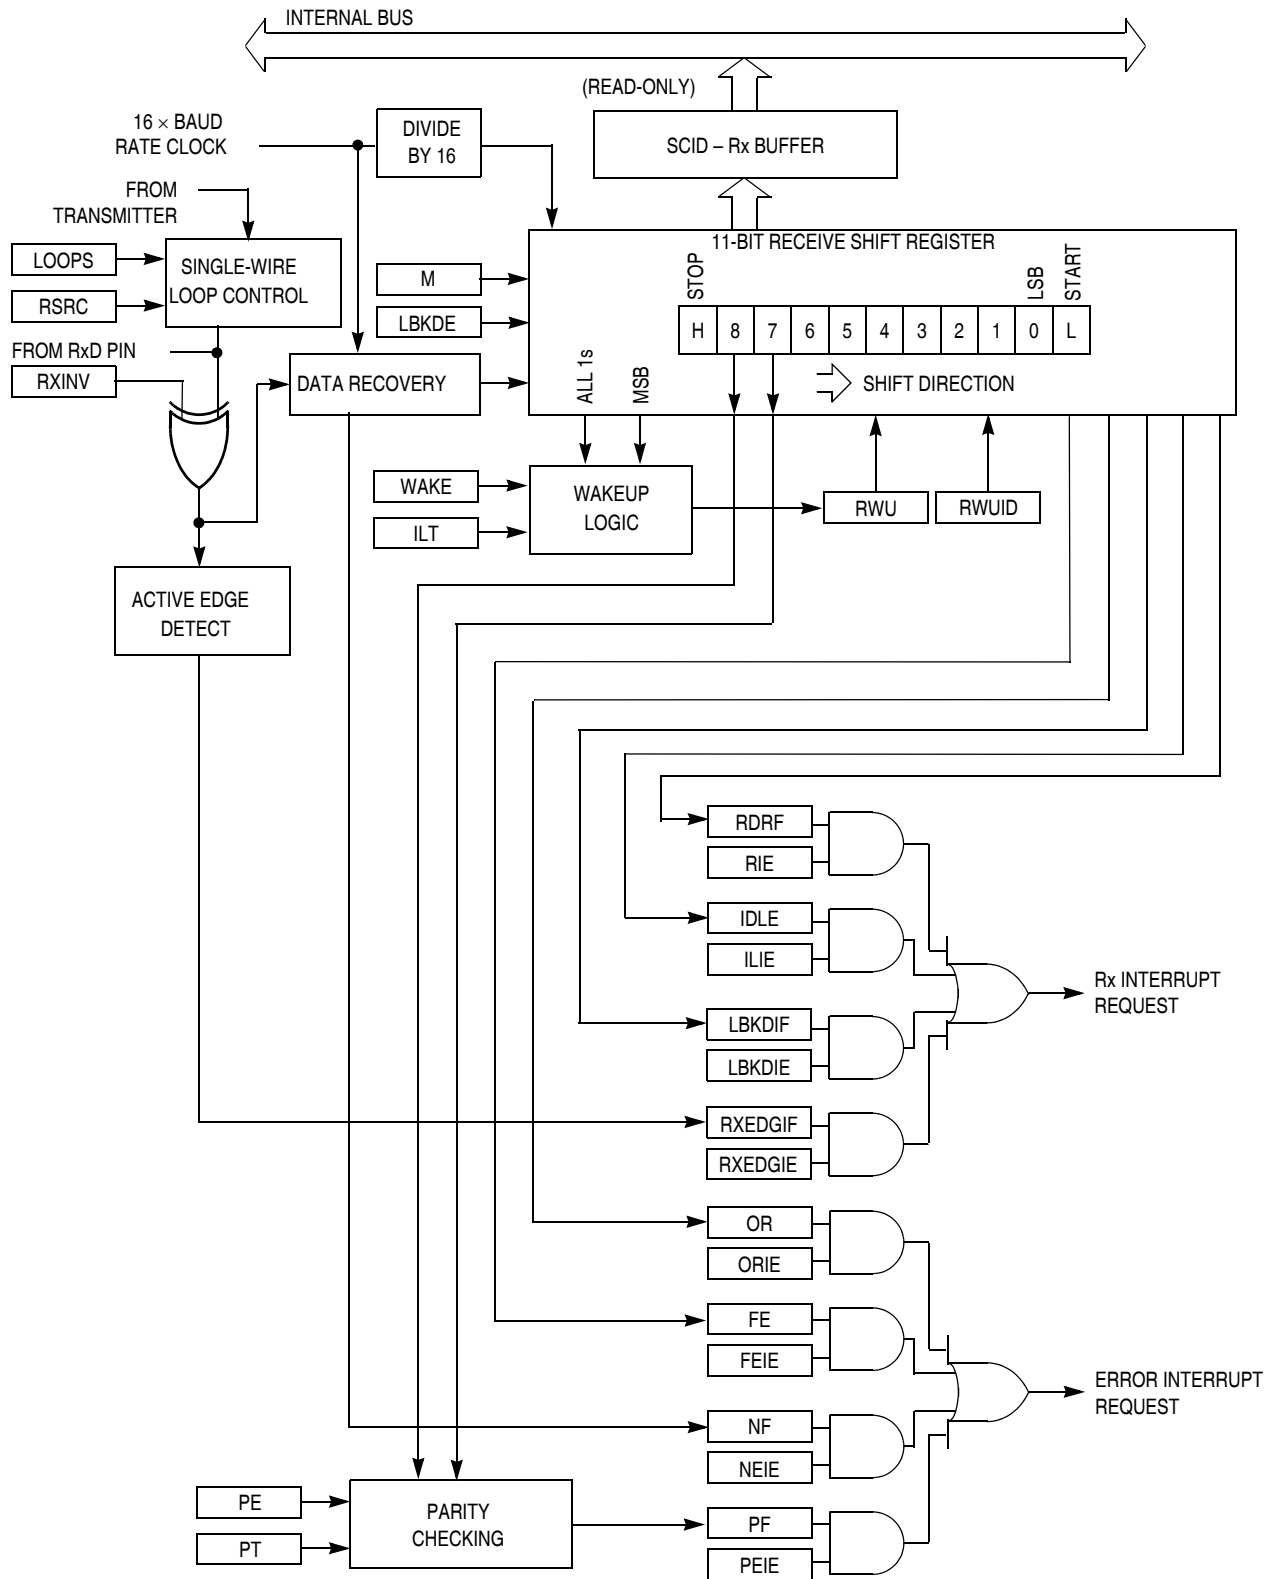 INTERNAL BUS
(READ-ONLY)
16 × BAUD
RATE CLOCK
DIVIDE
BY 16
SCID – Rx BUFFER
FROM
TRANSMITTER
11-BIT RECEIVE SHIFT REGISTER
LOOPS
RSRC
SINGLE-WIRE
LOOP CONTROL
M
LBKDE
STOP
LSB
START
H 8 7 6 5 4 3 2 1 0 L
FROM RxD PIN
RXINV
DATA RECOVERY
ALL 1s
MSB
SHIFT DIRECTION
WAKE
ILT
WAKEUP
LOGIC
RWU
RWUID
ACTIVE EDGE
DETECT
RDRF
RIE
IDLE
ILIE
Rx INTERRUPT
REQUEST
LBKDIF
LBKDIE
RXEDGIF
RXEDGIE
OR
ORIE
FE
FEIE
ERROR INTERRUPT
REQUEST
NF
NEIE
PE
PT
PARITY
CHECKING
PF
PEIE